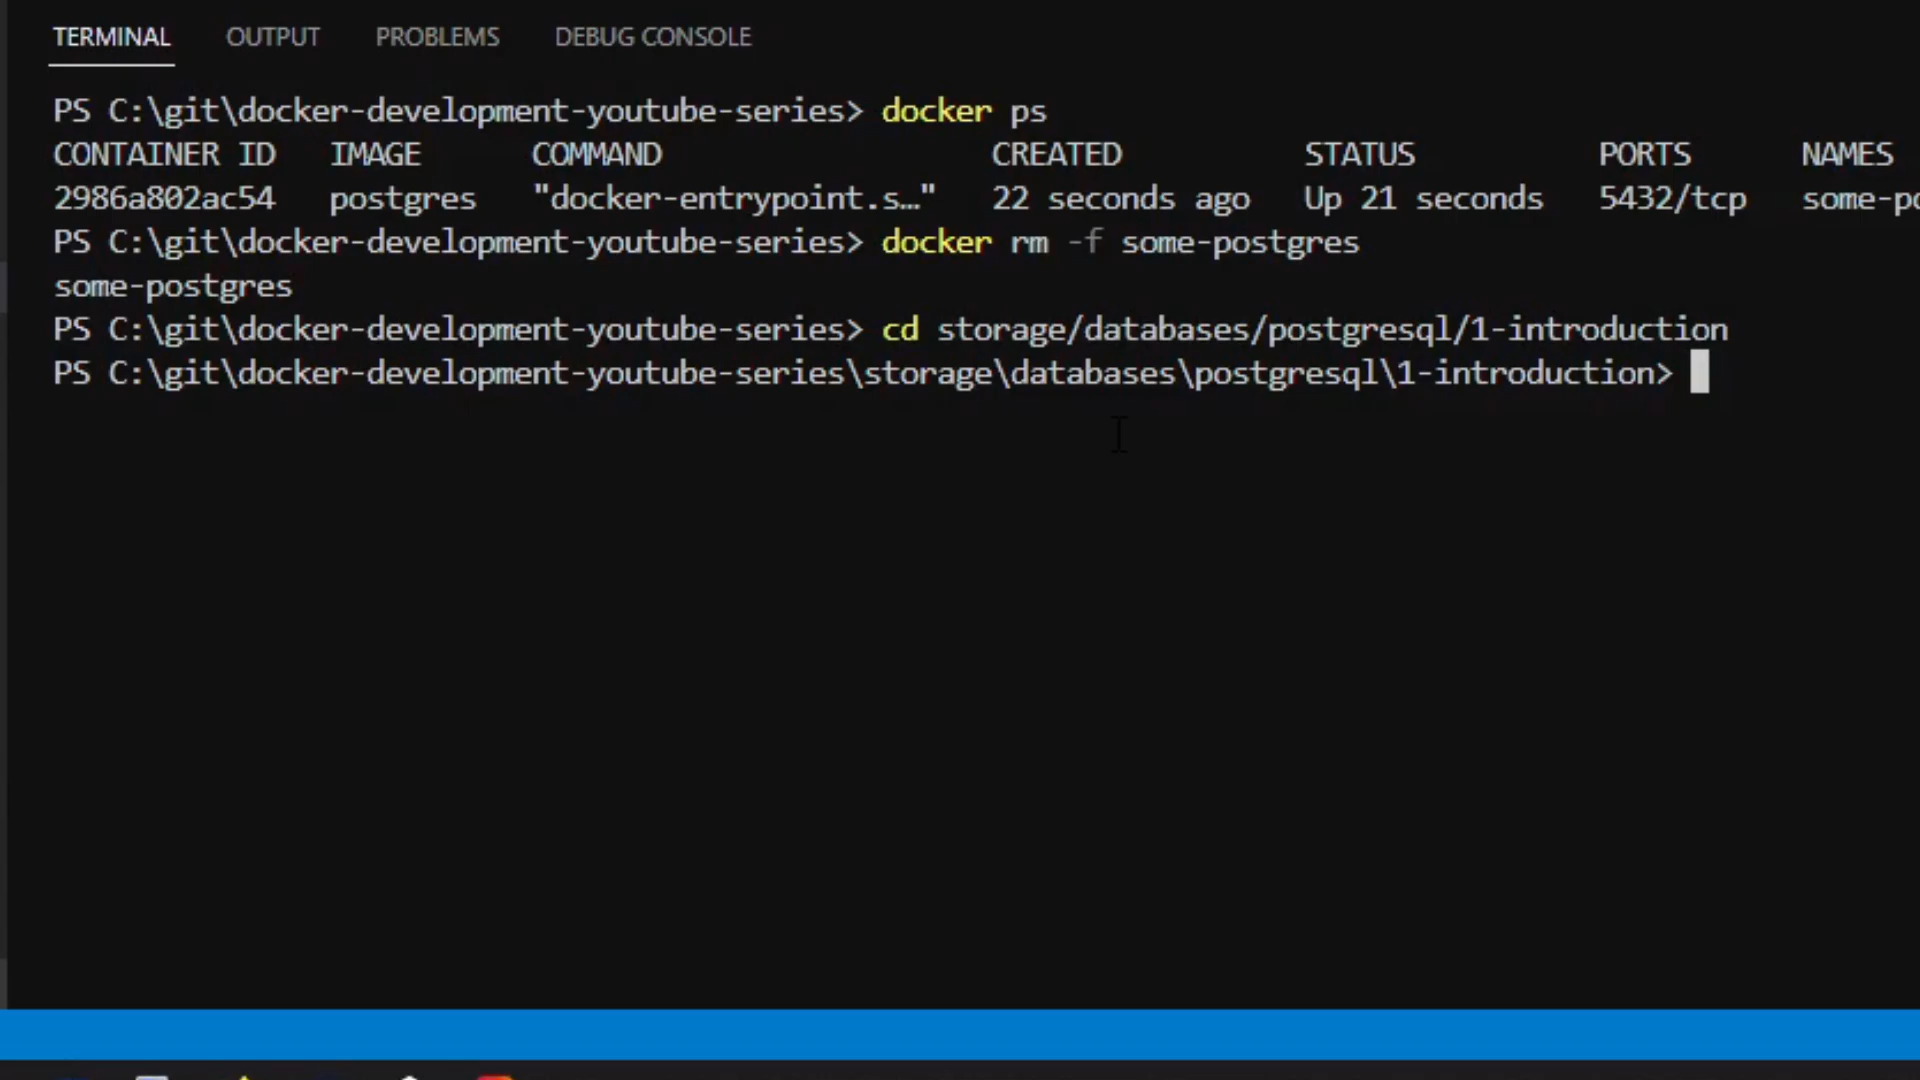 TERMINAL OUTPUT PROBLEMS DEBUG CONSOLE
PS C:\git\docker-development-youtube-series> docker ps
CONTAINER ID IMAGE COMMAND CREATED STATUS PORTS NAMES
2986a802ac54 postgres "docker-entrypoint.s…" 22 seconds ago Up 21 seconds 5432/tcp some-po
PS C:\git\docker-development-youtube-series> docker rm -f some-postgres
some-postgres
PS C:\git\docker-development-youtube-series> cd storage/databases/postgresql/1-introduction
PS C:\git\docker-development-youtube-series\storage\databases\postgresql\1-introduction>